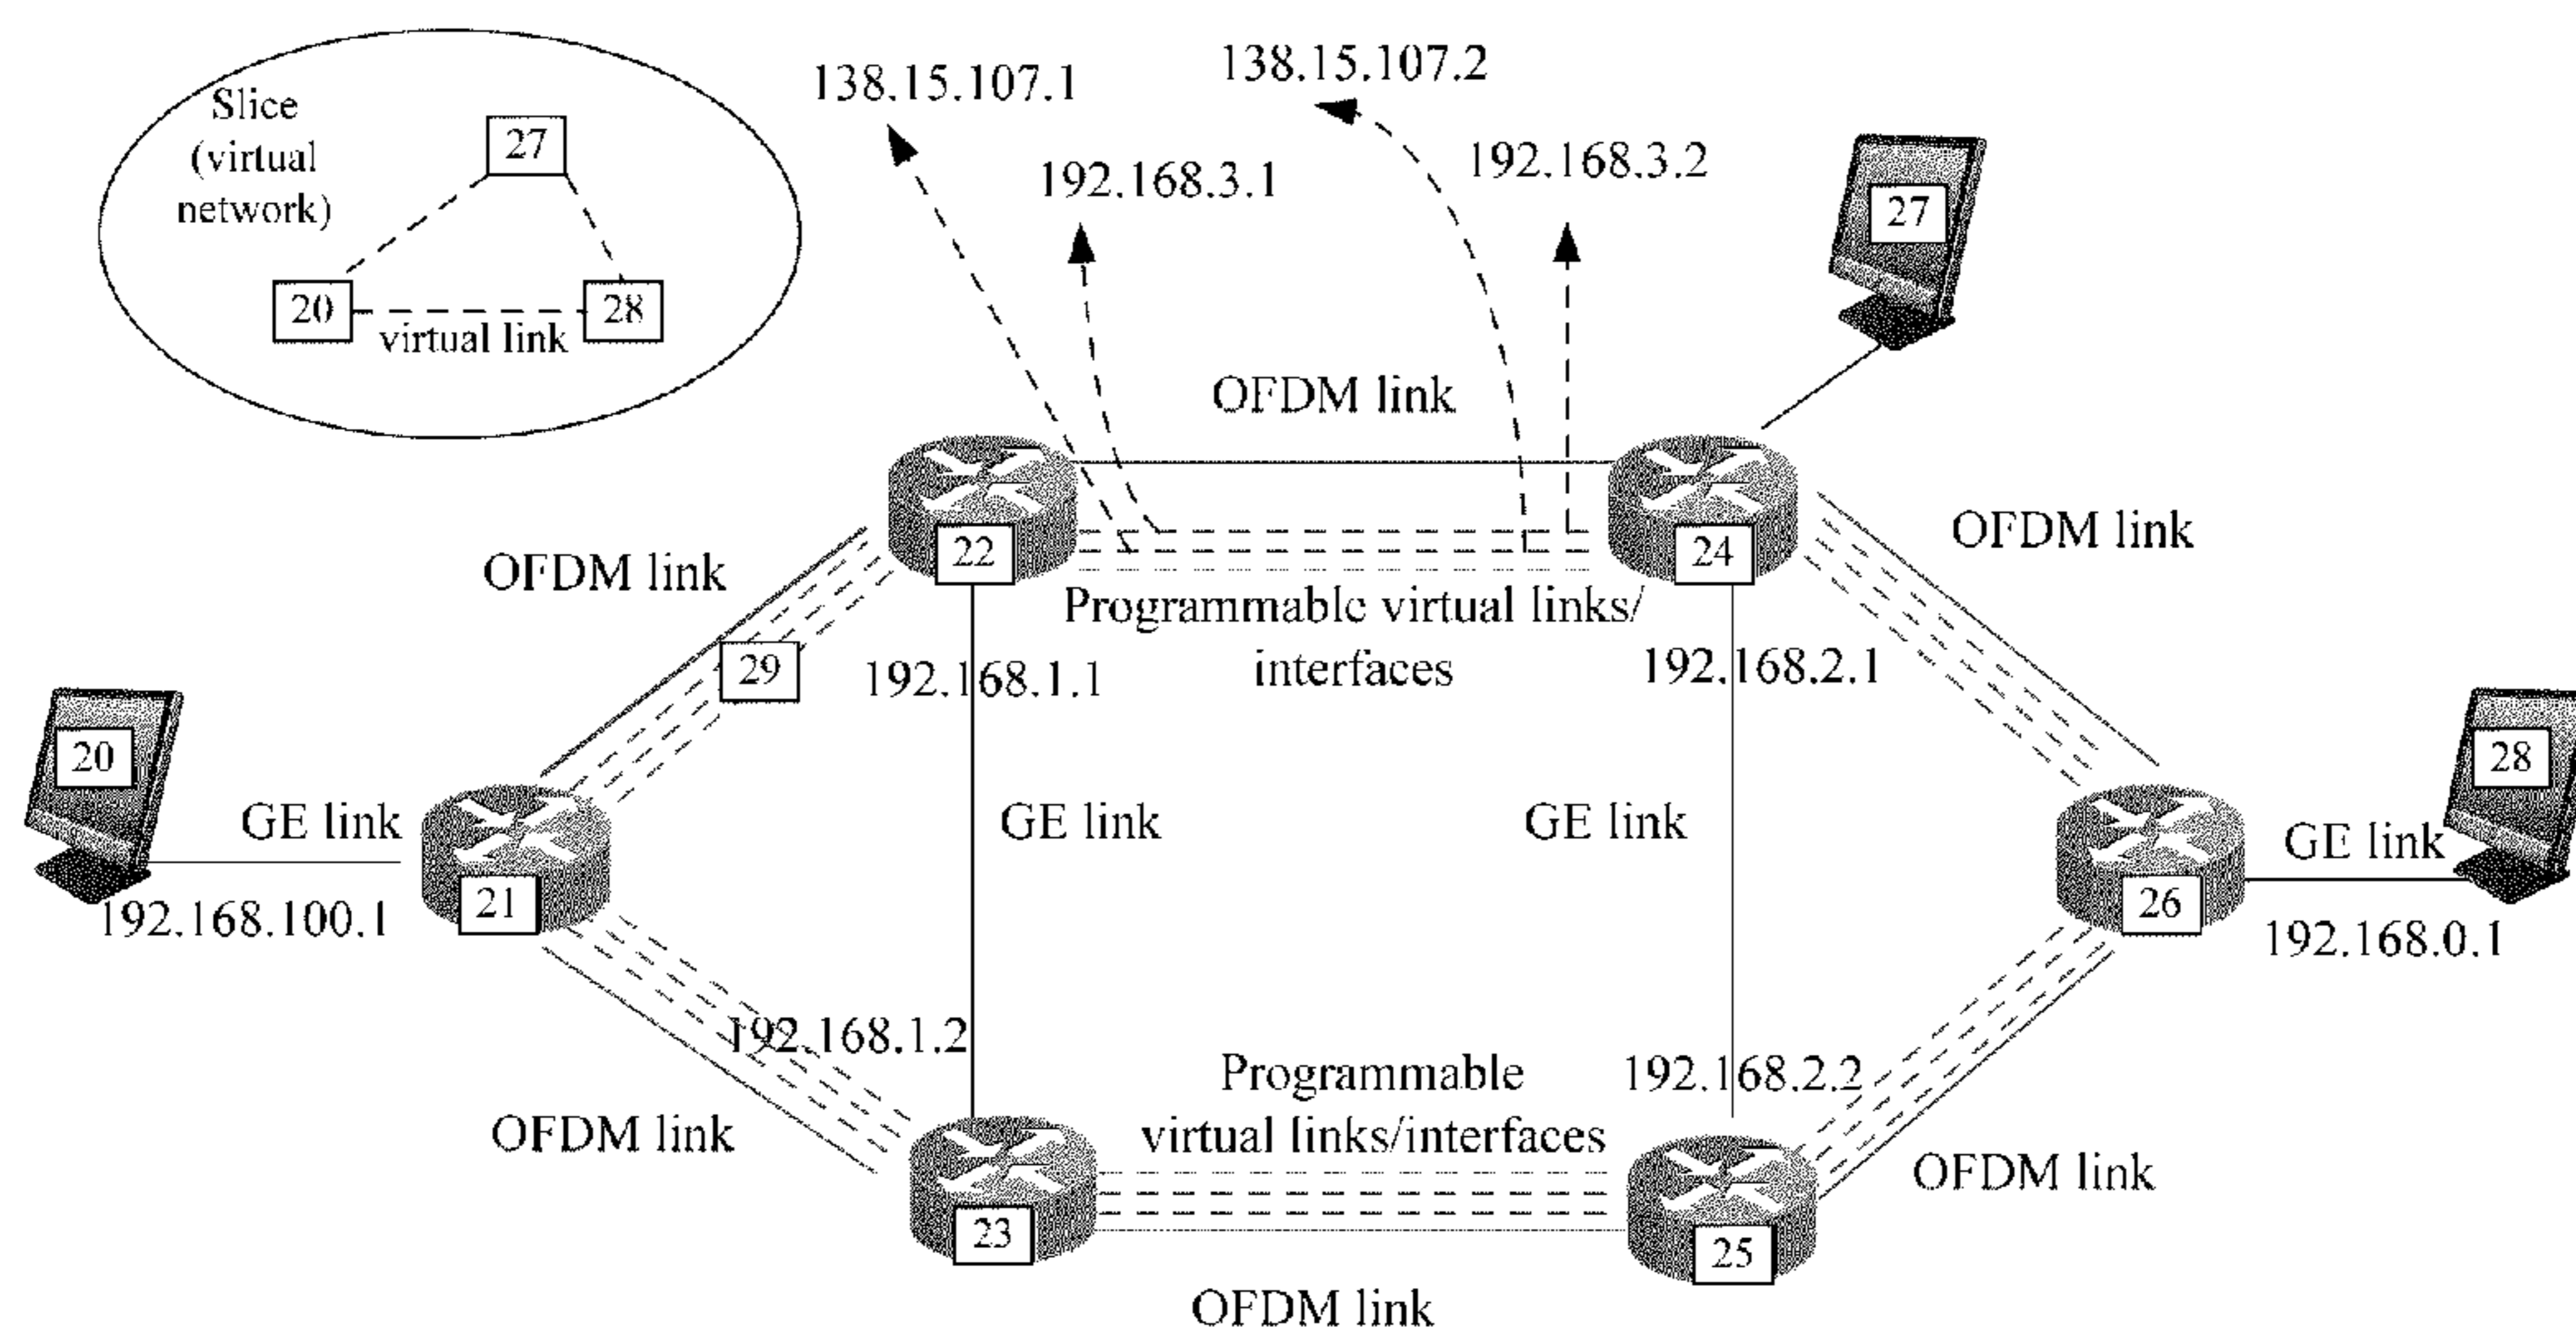 138.15.107.1
138.15.107.2
Slice
(virtual
network)
27
20
28
virtual link
192.168.3.1
192.168.3.2
27
OFDM link
22
24
OFDM link
OFDM link
Programmable virtual links/
interfaces
29
192.168.1.1
192.168.2.1
20
28
GE link
GE link
GE link
GE link
21
26
192.168.100.1
192.168.0.1
192.168.1.2
Programmable
virtual links/interfaces
192.168.2.2
OFDM link
OFDM link
23
25
OFDM link